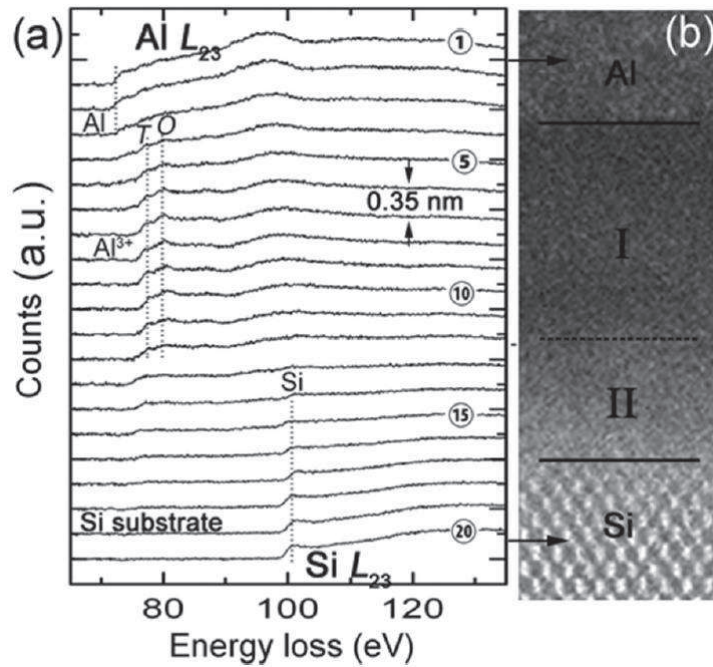 (a)
Al L₂₃
①
Al
T
O
⑤
0.35 nm
Al³⁺
⑩
Si
⑮
Si substrate
⑳
Si L₂₃
80
100
120
Energy loss (eV)
Counts (a.u.)
(b)
Al
I
II
Si